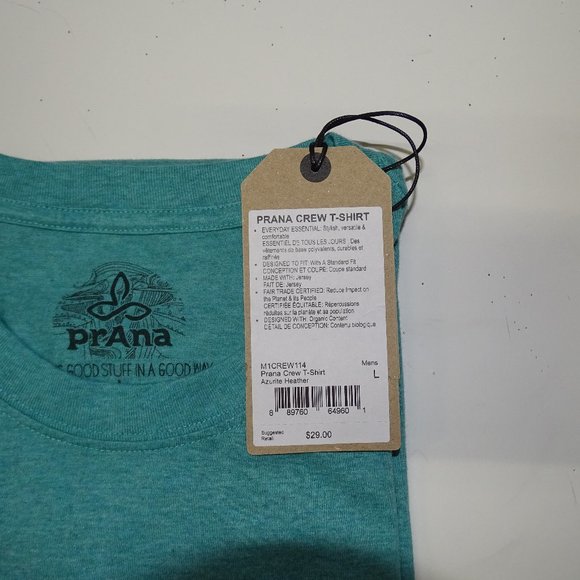 PRANA CREW T-SHIRT
• EVERYDAY ESSENTIAL: Stylish, versatile &
comfortable
ESSENTIEL DE TOUS LES JOURS : Des
vêtements de base polyvalents, durables et
raffinés
• DESIGNED TO FIT: With A Standard Fit
CONCEPTION ET COUPE: Coupe standard
MADE WITH: Jersey
FAIT DE: Jersey
• FAIR TRADE CERTIFIED: Reduce Impact on
the Planet & Its People
CERTIFIÉE ÉQUITABLE: Répercussions
réduites sur la planète et sa population
• DESIGNED WITH: Organic Content
DÉTAIL DE CONCEPTION: Contenu biologique
M1CREW114 Mens
Prana Crew T-Shirt L
Azurite Heather
8 89760 64960 1
Suggested
Retail $29.00
prAna
GOOD STUFF IN A GOOD WAY